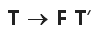 T → F T′